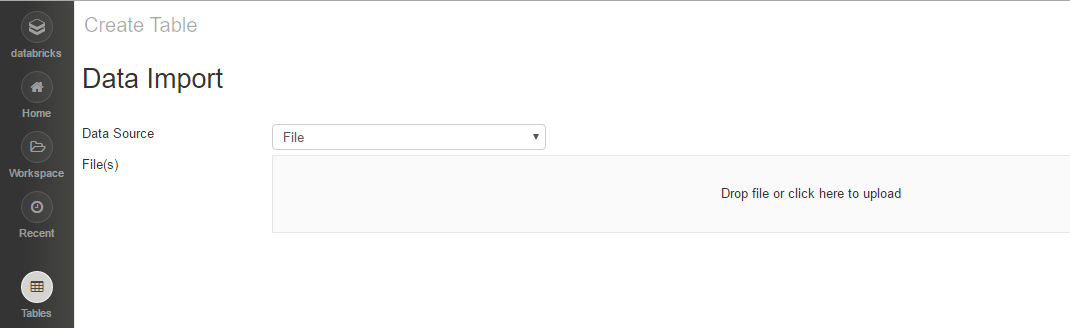 databricks
Home
Workspace
Recent
Tables
Create Table
Data Import
Data Source
File
File(s)
Drop file or click here to upload